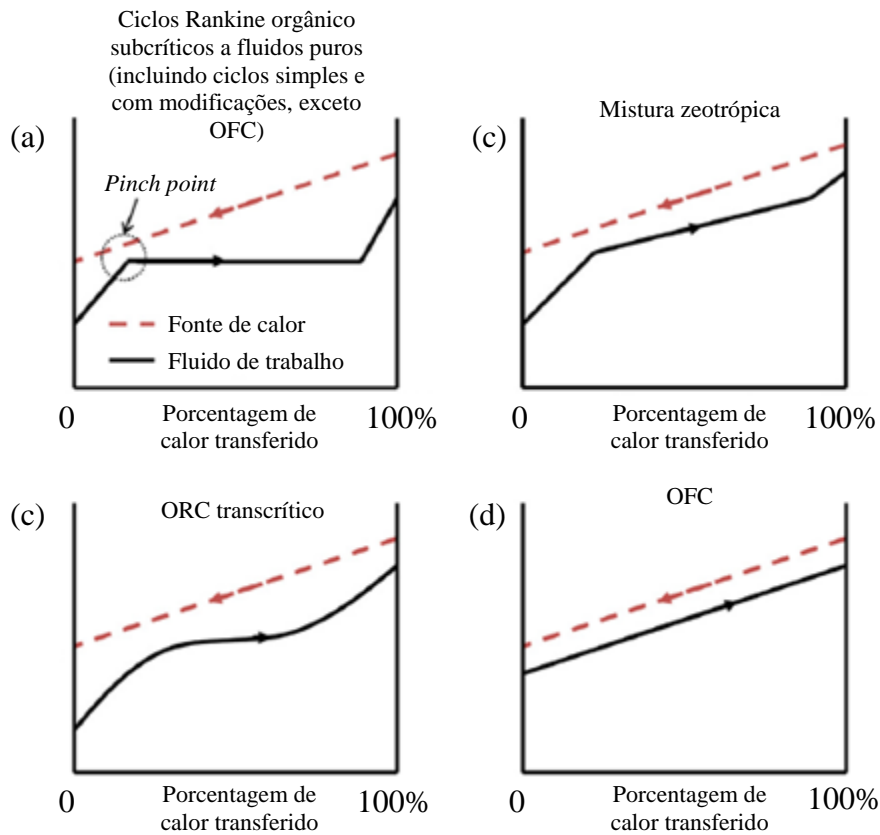 Ciclos Rankine orgânico
subcríticos a fluidos puros
(incluindo ciclos simples e
com modificações, exceto
OFC)
(a)
Pinch point
Fonte de calor
Fluido de trabalho
0
Porcentagem de
calor transferido
100%
(c)
Mistura zeotrópica
0
Porcentagem de
calor transferido
100%
(c)
ORC transcrítico
0
Porcentagem de
calor transferido
100%
(d)
OFC
0
Porcentagem de
calor transferido
100%